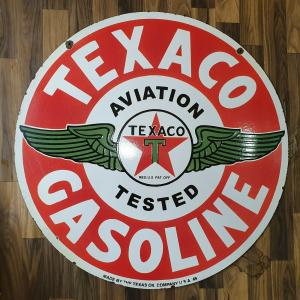 TEXACO
AVIATION
TEXACO
T
REG. U.S. PAT. OFF.
TESTED
GASOLINE
MADE BY THE TEXAS OIL COMPANY U.S.A.